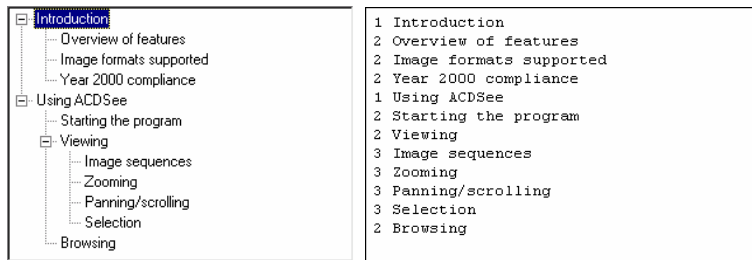 Introduction
Overview of features
Image formats supported
Year 2000 compliance
Using ACDSee
Starting the program
Viewing
Image sequences
Zooming
Panning/scrolling
Selection
Browsing
1 Introduction
2 Overview of features
2 Image formats supported
2 Year 2000 compliance
1 Using ACDSee
2 Starting the program
2 Viewing
3 Image sequences
3 Zooming
3 Panning/scrolling
3 Selection
2 Browsing